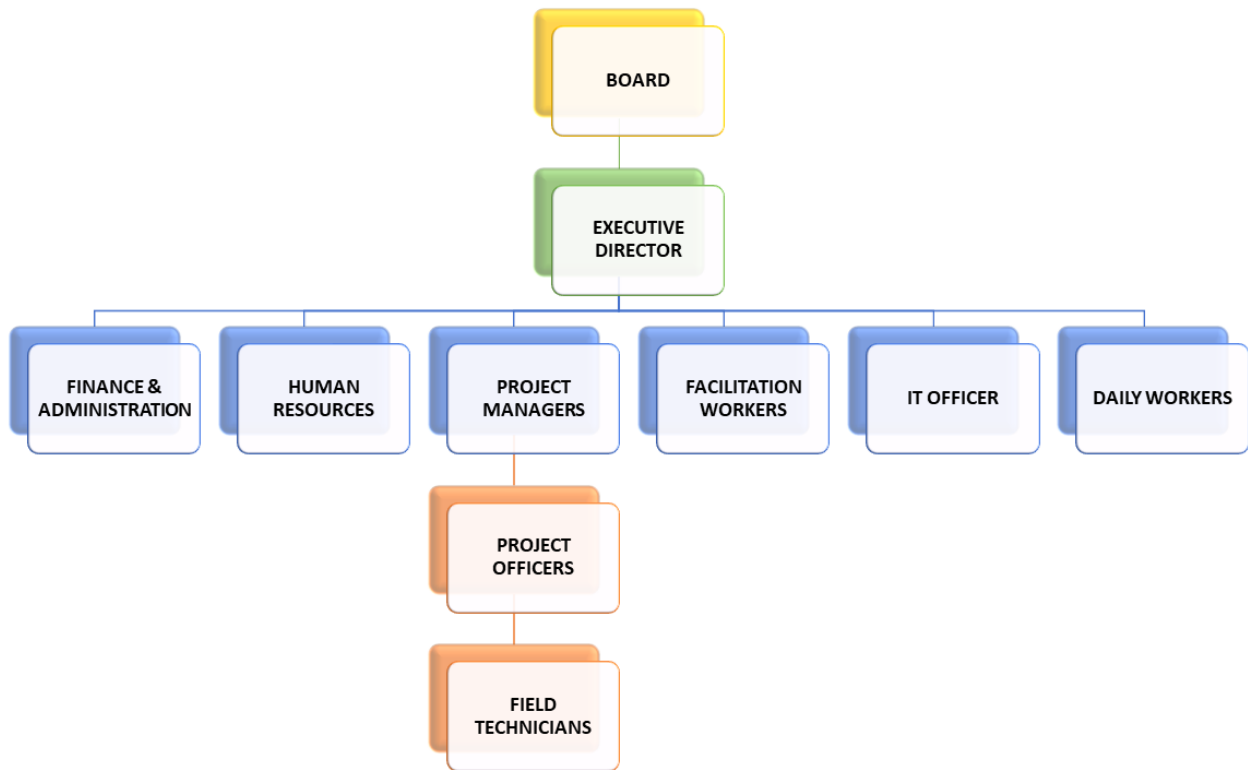 BOARD
EXECUTIVE
DIRECTOR
FINANCE &
ADMINISTRATION
HUMAN
RESOURCES
PROJECT
MANAGERS
FACILITATION
WORKERS
IT OFFICER
DAILY WORKERS
PROJECT
OFFICERS
FIELD
TECHNICIANS